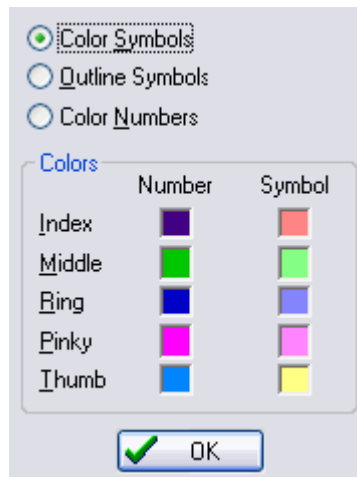 Color Symbols
Outline Symbols
Color Numbers
Colors
Number Symbol
Index
Middle
Ring
Pinky
Thumb
OK